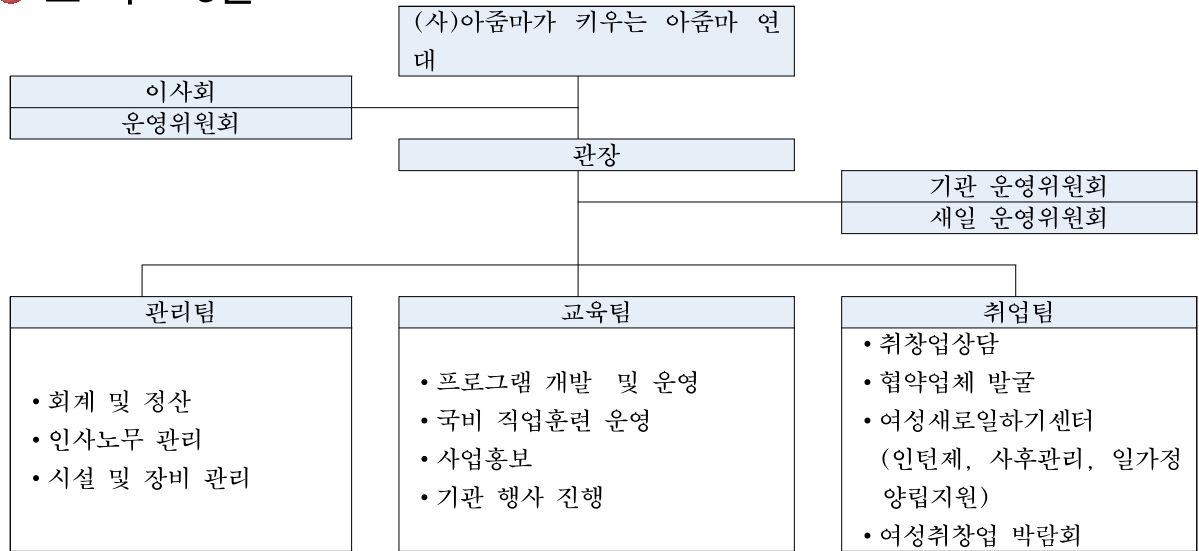 (사)아줌마가 키우는 아줌마 연
대
이사회
운영위원회
관장
기관 운영위원회
새일 운영위원회
관리팀
• 회계 및 정산
• 인사노무 관리
• 시설 및 장비 관리
교육팀
• 프로그램 개발 및 운영
• 국비 직업훈련 운영
• 사업홍보
• 기관 행사 진행
취업팀
• 취창업상담
• 협약업체 발굴
• 여성새로일하기센터
(인턴제, 사후관리, 일가정
양립지원)
• 여성취창업 박람회